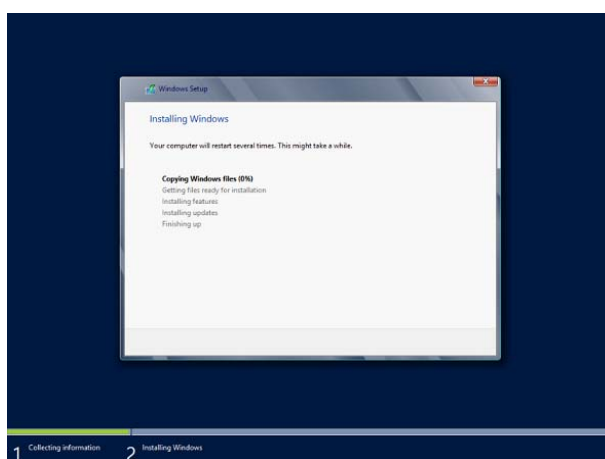 Windows Setup
Installing Windows
Your computer will restart several times. This might take a while.
Copying Windows files (0%)
Getting files ready for installation
Installing features
Installing updates
Finishing up
1 Collecting information
2 Installing Windows